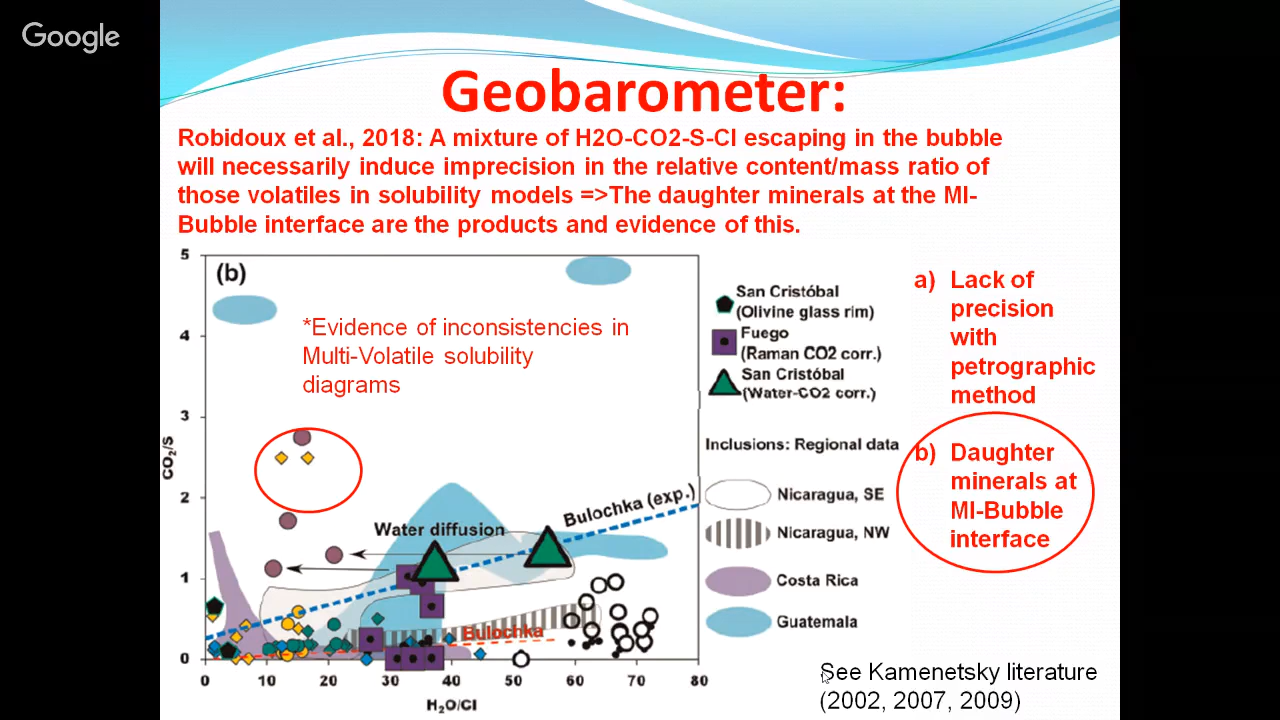 Google
Geobarometer:
Robidoux et al., 2018: A mixture of H2O-CO2-S-Cl escaping in the bubble
will necessarily induce imprecision in the relative content/mass ratio of
those volatiles in solubility models =>The daughter minerals at the MI-
Bubble interface are the products and evidence of this.
(b)
*Evidence of inconsistencies in
Multi-Volatile solubility
diagrams
5
4
3
2
1
0
CO2/S
0 10 20 30 40 50 60 70 80
H2O/Cl
Water diffusion
Bulochka (exp.)
Bulochka
San Cristóbal
(Olivine glass rim)
Fuego
(Raman CO2 corr.)
San Cristóbal
(Water-CO2 corr.)
Inclusions: Regional data
Nicaragua, SE
Nicaragua, NW
Costa Rica
Guatemala
a) Lack of
precision
with
petrographic
method
b) Daughter
minerals at
MI-Bubble
interface
See Kamenetsky literature
(2002, 2007, 2009)